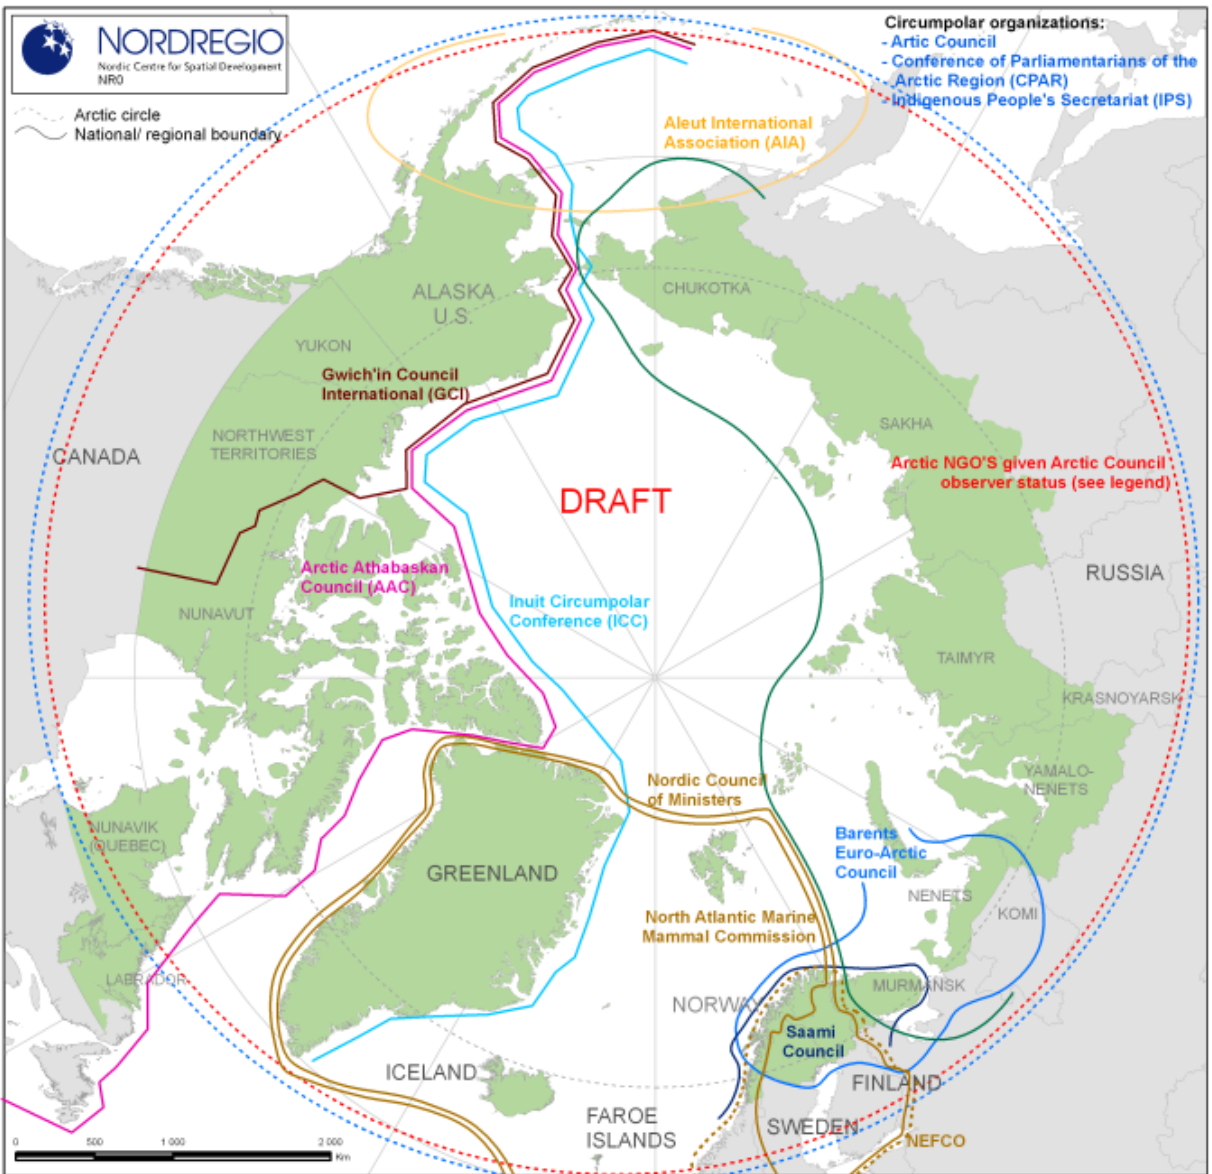 NORDREGIO
Nordic Centre for Spatial Development
NR0
Arctic circle
National/ regional boundary
Circumpolar organizations:
- Artic Council
- Conference of Parliamentarians of the
- Arctic Region (CPAR)
- Indigenous People's Secretariat (IPS)
Aleut International
Association (AIA)
ALASKA
U.S.
CHUKOTKA
YUKON
Gwich'in Council
International (GCI)
NORTHWEST
TERRITORIES
CANADA
SAKHA
Arctic NGO'S given Arctic Council
observer status (see legend)
DRAFT
Arctic Athabaskan
Council (AAC)
RUSSIA
Inuit Circumpolar
Conference (ICC)
NUNAVUT
TAIMYR
KRASNOYARSK
Nordic Council
of Ministers
YAMALO-
NENETS
NUNAVIK
(QUEBEC)
Barents
Euro-Arctic
Council
GREENLAND
NENETS
KOMI
North Atlantic Marine
Mammal Commission
LABRADOR
MURMANSK
NORWAY
Saami
Council
ICELAND
FINLAND
FAROE
ISLANDS
SWEDEN
NEFCO
0 500 1 000 2 000
Km